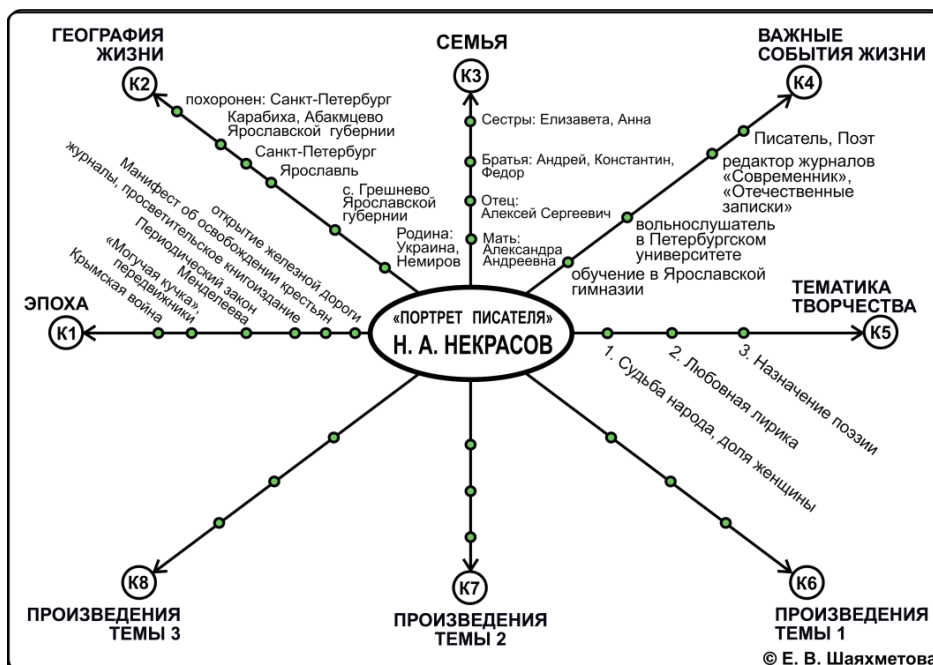 ГЕОГРАФИЯ
ЖИЗНИ
К2
похоронен: Санкт-Петербург
Карабиха, Абакмцево
Ярославской губернии
Санкт-Петербург
Ярославль
с. Грешнево
Ярославской
губернии
Родина:
Украина,
Немиров
СЕМЬЯ
К3
Сестры: Елизавета, Анна
Братья: Андрей, Константин,
Федор
Отец:
Алексей Сергеевич
Мать:
Александра
Андреевна
ВАЖНЫЕ
СОБЫТИЯ ЖИЗНИ
К4
Писатель, Поэт
редактор журналов
«Современник»,
«Отечественные
записки»
вольнослушатель
в Петербургском
университете
обучение в Ярославской
гимназии
ЭПОХА
К1
Крымская война
«Могучая кучка»,
передвижники
Периодический закон
Менделеева
журналы, просветительское книгоиздание
Манифест об освобождении крестьян
открытие железной дороги
«ПОРТРЕТ ПИСАТЕЛЯ»
Н. А. НЕКРАСОВ
ТЕМАТИКА
ТВОРЧЕСТВА
К5
1. Судьба народа, доля женщины
2. Любовная лирика
3. Назначение поэзии
К8
ПРОИЗВЕДЕНИЯ
ТЕМЫ 3
К7
ПРОИЗВЕДЕНИЯ
ТЕМЫ 2
К6
ПРОИЗВЕДЕНИЯ
ТЕМЫ 1
© Е. В. Шаяхметова